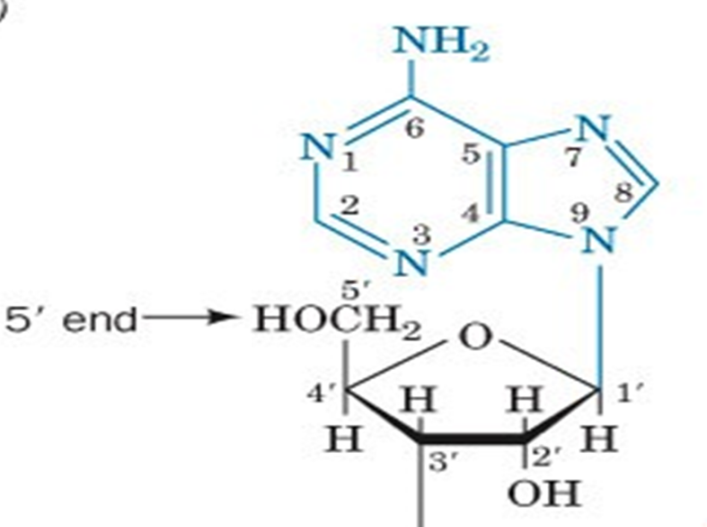 )
NH₂
6
N 1
5
N
7
2
4
8
3
9
N
N
5′
5′ end HOCH₂
O
4′
H
H
1′
H
H
3′
2′
OH